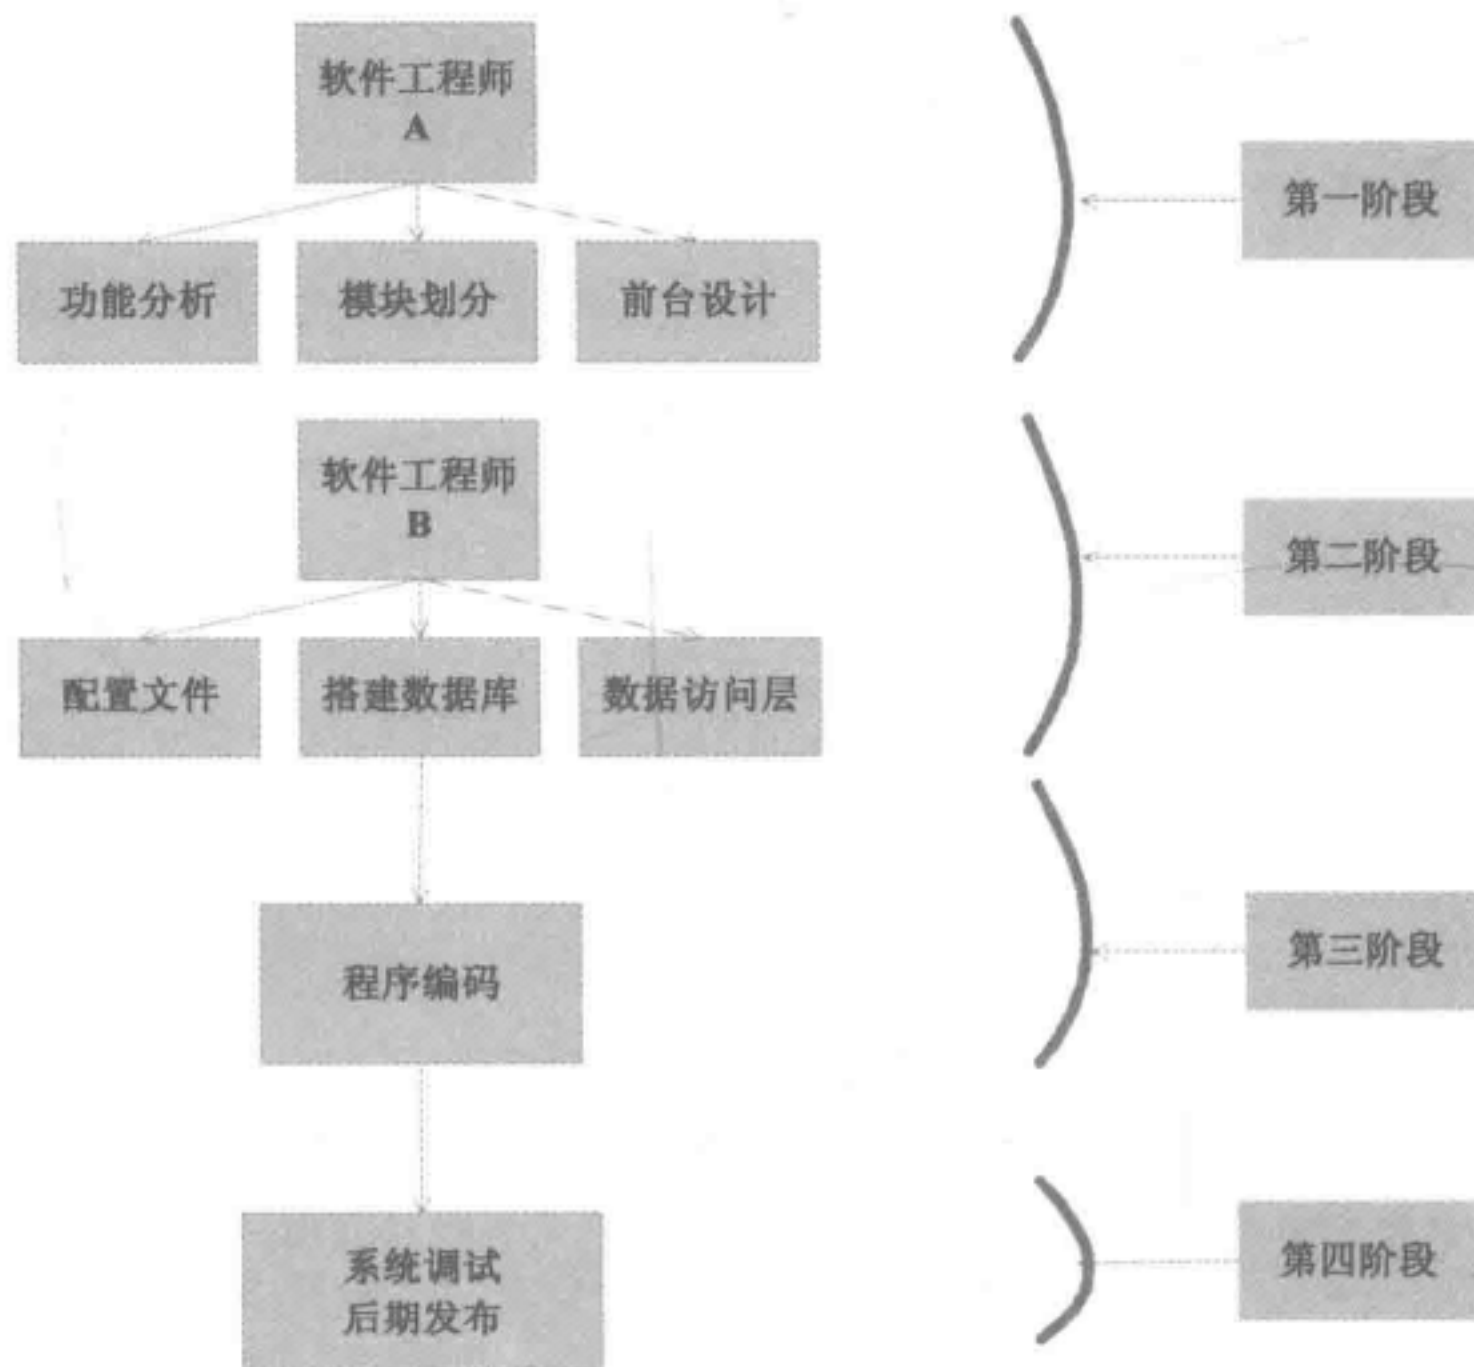 软件工程师
A
第一阶段
功能分析
模块划分
前台设计
软件工程师
B
第二阶段
配置文件
搭建数据库
数据访问层
程序编码
第三阶段
系统调试
后期发布
第四阶段